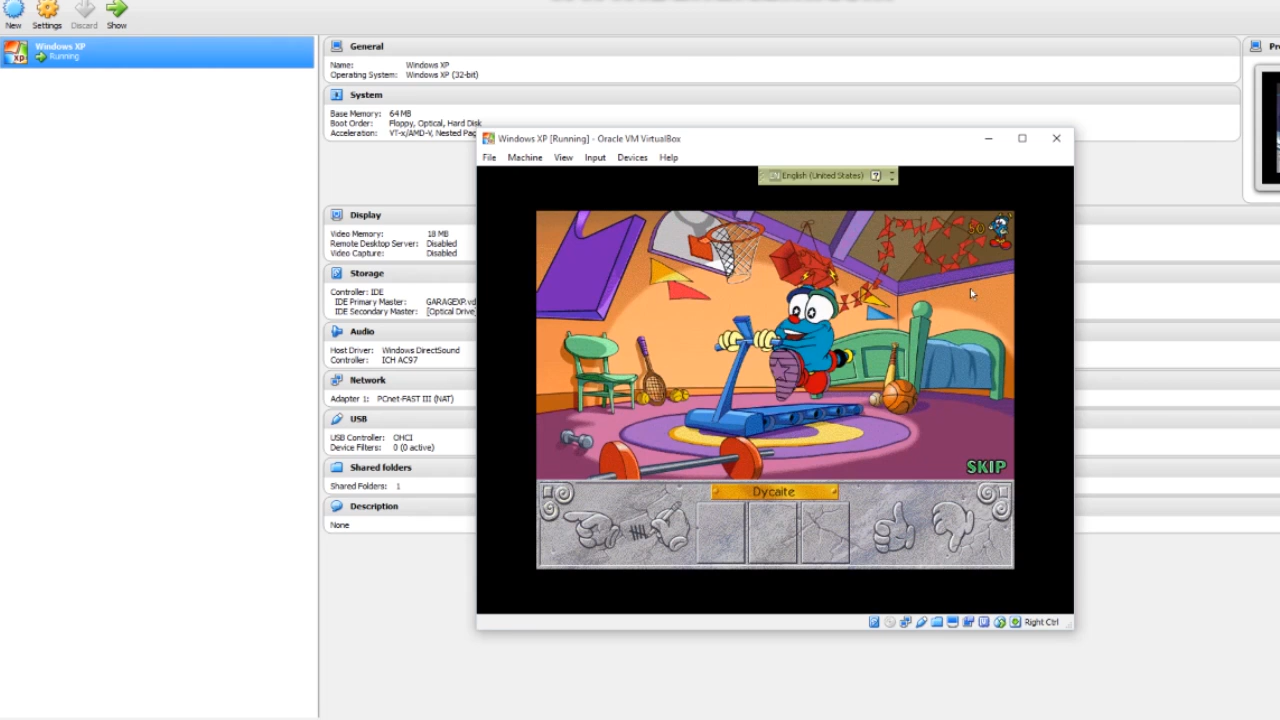 New Settings Discard Show
Windows XP
Running
General
Name: Windows XP
Operating System: Windows XP (32-bit)
System
Base Memory: 64 MB
Boot Order: Floppy, Optical, Hard Disk
Acceleration: VT-x/AMD-V, Nested Pag
Windows XP [Running] - Oracle VM VirtualBox
File Machine View Input Devices Help
EN English (United States) ?
50
SKIP
Dycaite
Right Ctrl
Display
Video Memory: 18 MB
Remote Desktop Server: Disabled
Video Capture: Disabled
Storage
Controller: IDE
IDE Primary Master: GARAGEXP.vd
IDE Secondary Master: [Optical Drive]
Audio
Host Driver: Windows DirectSound
Controller: ICH AC97
Network
Adapter 1: PCnet-FAST III (NAT)
USB
USB Controller: OHCI
Device Filters: 0 (0 active)
Shared folders
Shared Folders: 1
Description
None